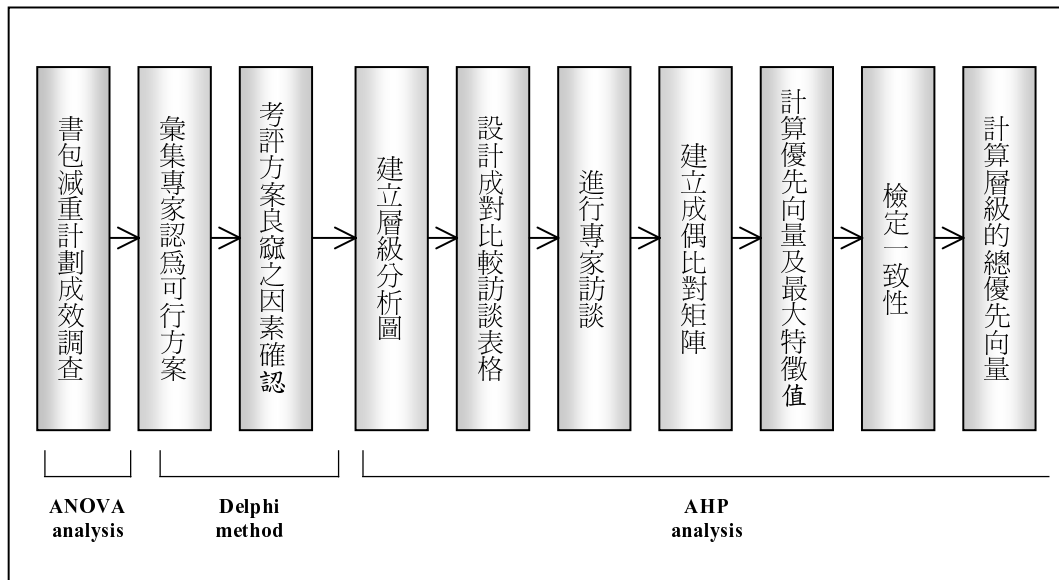 書包減重計劃成效調查
彙集專家認爲可行方案
考評方案良窳之因素確認
建立層級分析圖
設計成對比較訪談表格
進行專家訪談
建立成偶比對矩陣
計算優先向量及最大特徵值
檢定一致性
計算層級的總優先向量
ANOVA
analysis
Delphi
method
AHP
analysis